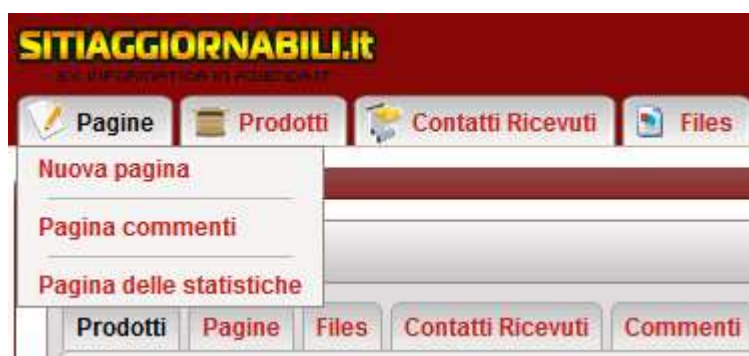 SITIAGGIORNABILI.it
Pagine Prodotti Contatti Ricevuti Files
Nuova pagina
Pagina commenti
Pagina delle statistiche
Prodotti Pagine Files Contatti Ricevuti Commenti